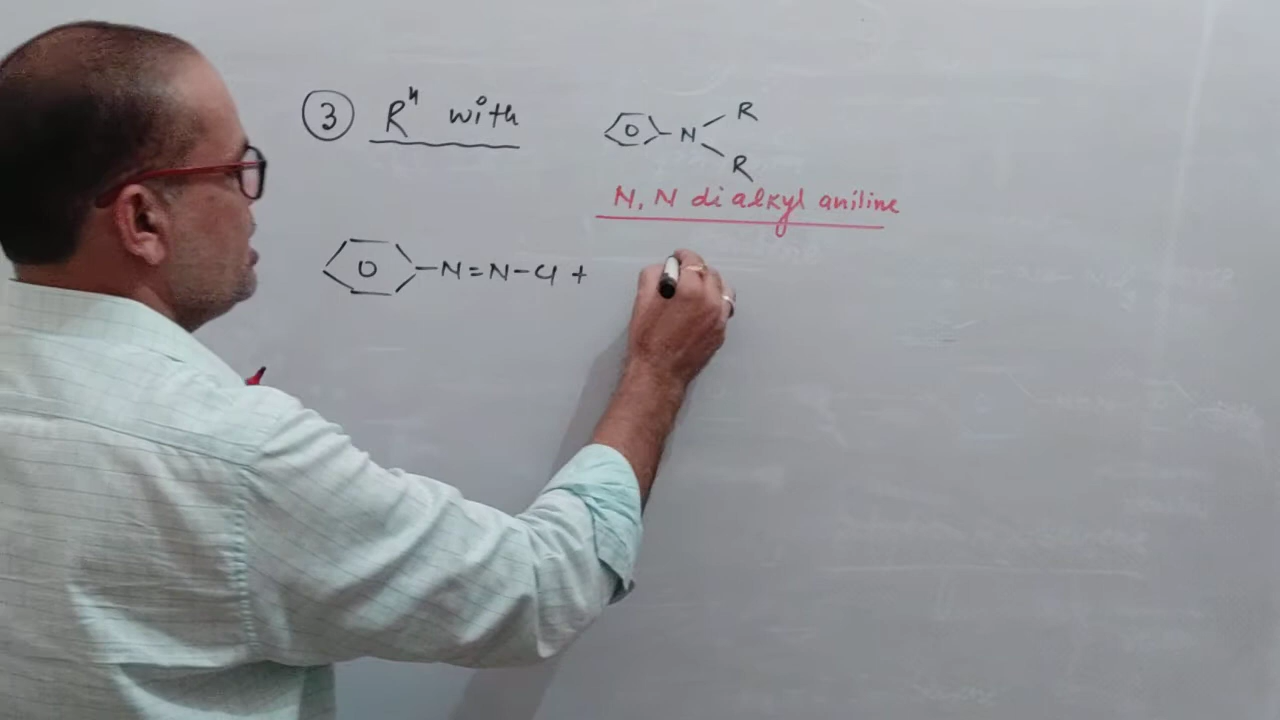 ③ Rⁿ with
N
R
R
N, N di alkyl aniline
-N=N-Cl +